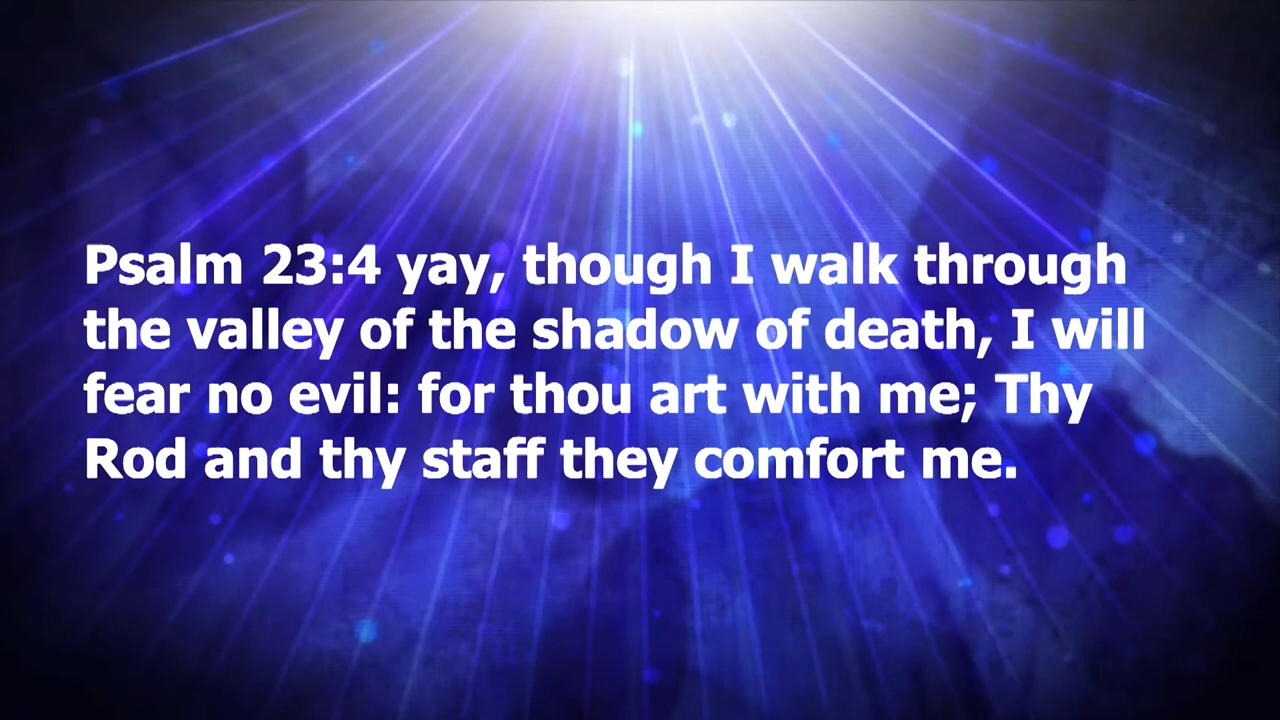 Psalm 23:4 yay, though I walk through
the valley of the shadow of death, I will
fear no evil: for thou art with me; Thy
Rod and thy staff they comfort me.